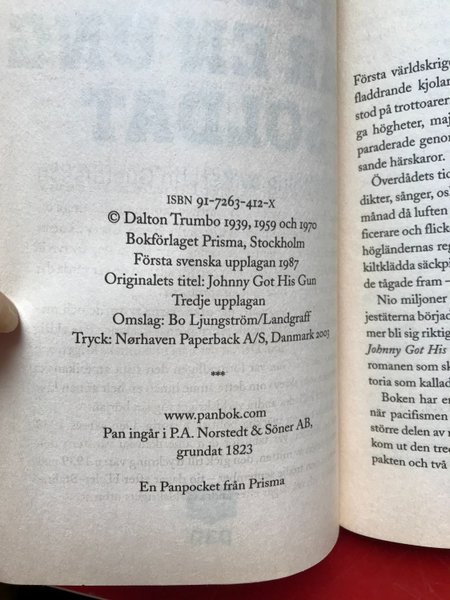 ISBN 91-7263-412-X
© Dalton Trumbo 1939, 1959 och 1970
Bokförlaget Prisma, Stockholm
Första svenska upplagan 1987
Originalets titel: Johnny Got His Gun
Tredje upplagan
Omslag: Bo Ljungström/Landgraff
Tryck: Nørhaven Paperback A/S, Danmark 2003
***
www.panbok.com
Pan ingår i P.A. Norstedt & Söner AB,
grundat 1823
En Panpocket från Prisma
Första världskrige
fladdrande kjolar
stod på trottoarer
ga högheter, maj
paraderade genom
sande härskaror.
Överdådets tid
dikter, sånger, os
månad då luften
ficerare och flick
högländernas reg
kiltklädda säckpi
de tågade fram –
Nio miljoner
jestäterna började
mer bli sig riktig
Johnny Got His
romanen som sk
toria som kallad
Boken har en
när pacifismen
större delen av
kom ut den tred
pakten och två